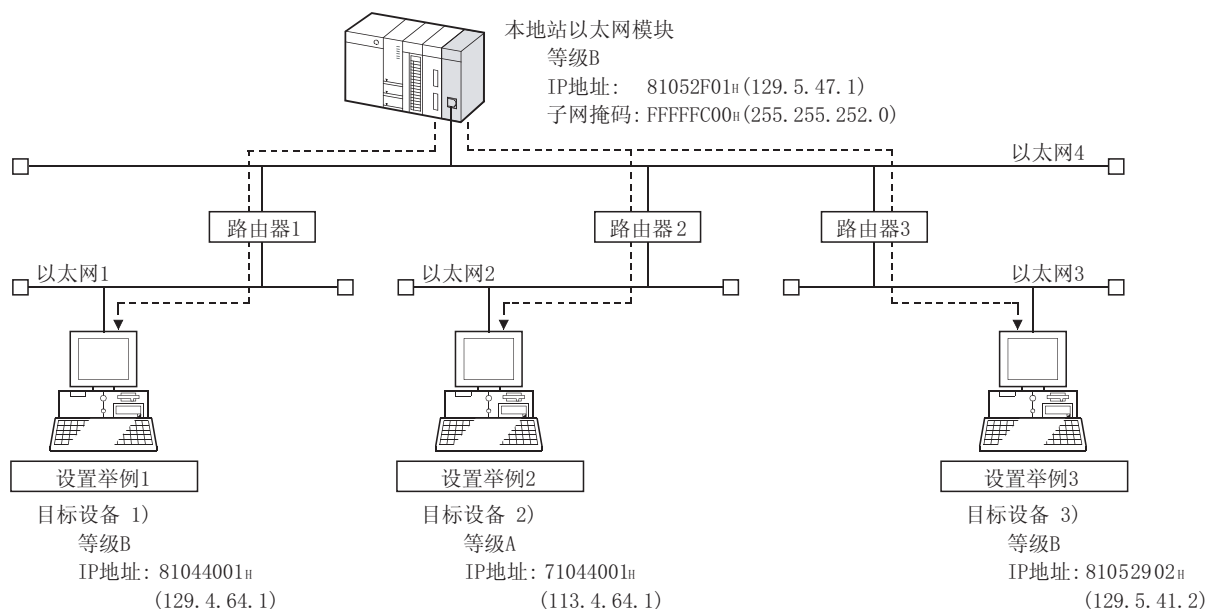 本地站以太网模块
等级B
IP地址: 81052F01H(129.5.47.1)
子网掩码:FFFFFC00H(255.255.252.0)
以太网4
路由器1
路由器2
路由器3
以太网1
以太网2
以太网3
设置举例1
设置举例2
设置举例3
目标设备 1)
等级B
IP地址:81044001H
(129.4.64.1)
目标设备 2)
等级A
IP地址:71044001H
(113.4.64.1)
目标设备 3)
等级B
IP地址:81052902H
(129.5.41.2)